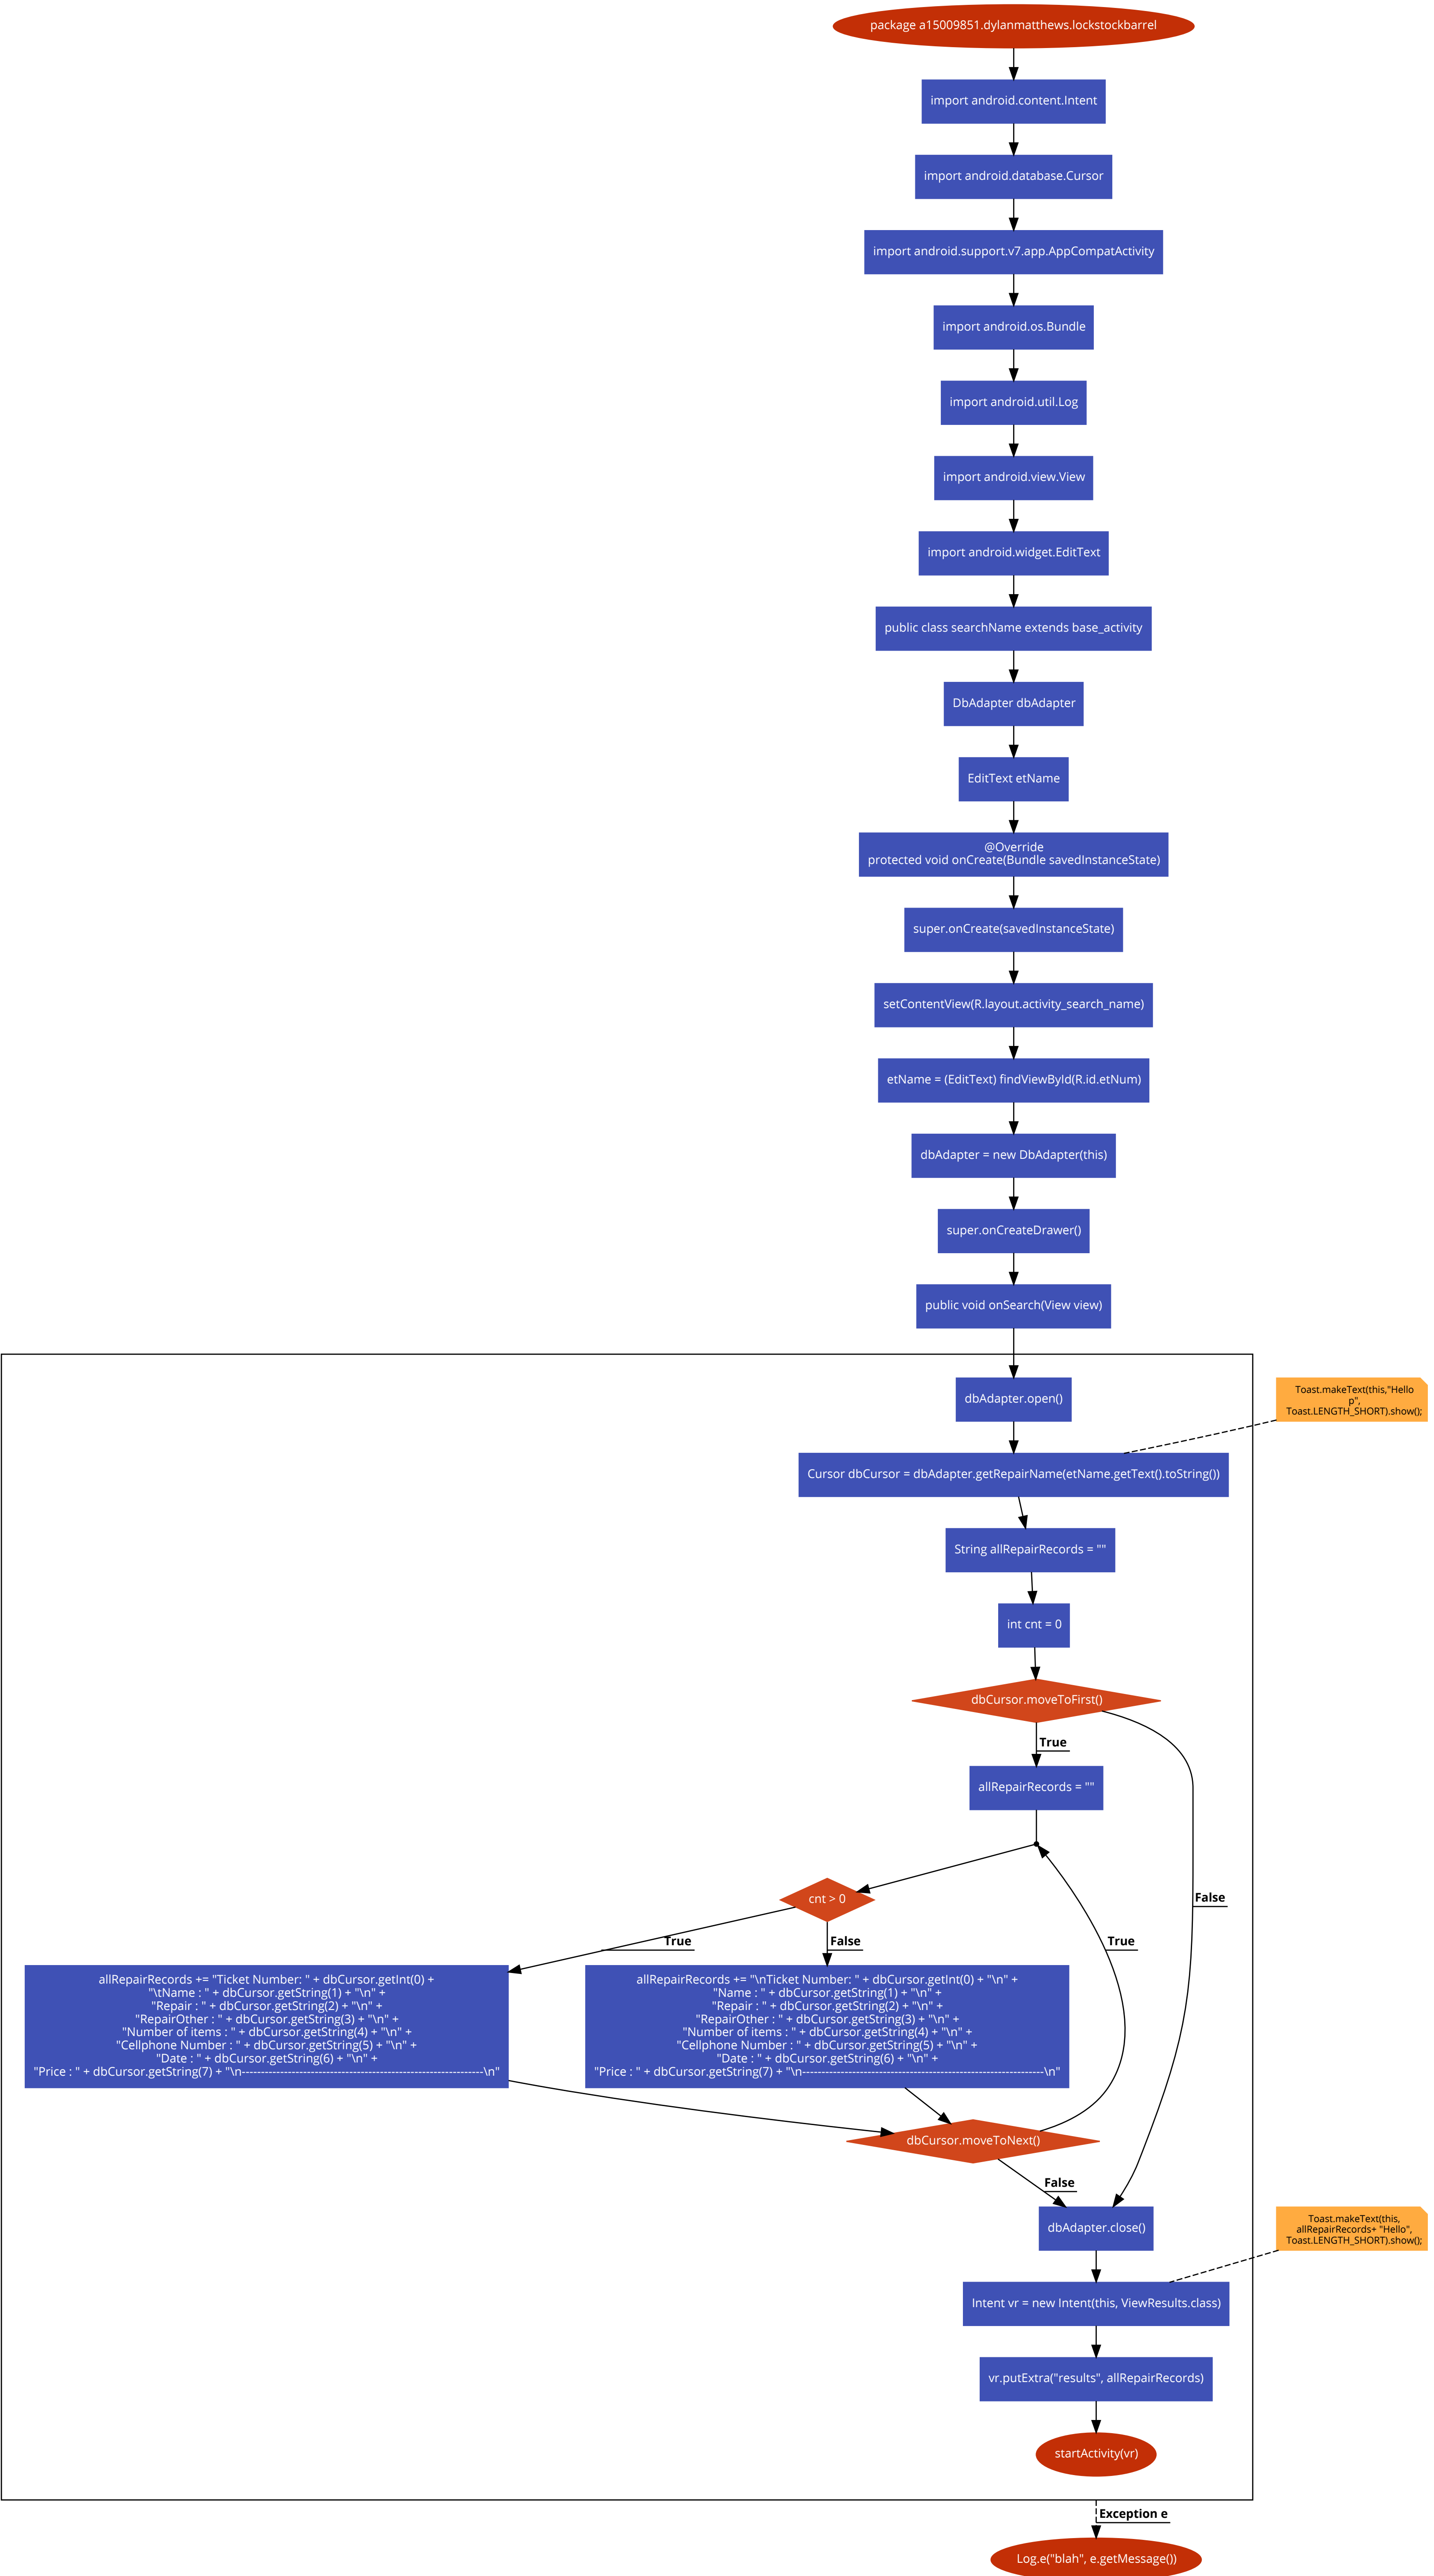 package a15009851.dylanmatthews.lockstockbarrel
import android.content.Intent
import android.database.Cursor
import android.support.v7.app.AppCompatActivity
import android.os.Bundle
import android.util.Log
import android.view.View
import android.widget.EditText
public class searchName extends base_activity
DbAdapter dbAdapter
EditText etName
@Override
protected void onCreate(Bundle savedInstanceState)
super.onCreate(savedInstanceState)
setContentView(R.layout.activity_search_name)
etName = (EditText) findViewById(R.id.etNum)
dbAdapter = new DbAdapter(this)
super.onCreateDrawer()
public void onSearch(View view)
dbAdapter.open()
Toast.makeText(this,"Hello
p",
Toast.LENGTH_SHORT).show();
Cursor dbCursor = dbAdapter.getRepairName(etName.getText().toString())
String allRepairRecords = ""
int cnt = 0
dbCursor.moveToFirst()
True
allRepairRecords = ""
cnt > 0
False
True
False
True
allRepairRecords += "Ticket Number: " + dbCursor.getInt(0) +
"\tName : " + dbCursor.getString(1) + "\n" +
"Repair : " + dbCursor.getString(2) + "\n" +
"RepairOther : " + dbCursor.getString(3) + "\n" +
"Number of items : " + dbCursor.getString(4) + "\n" +
"Cellphone Number : " + dbCursor.getString(5) + "\n" +
"Date : " + dbCursor.getString(6) + "\n" +
"Price : " + dbCursor.getString(7) + "\n---------------------------------------------------------------\n"
allRepairRecords += "\nTicket Number: " + dbCursor.getInt(0) + "\n" +
"Name : " + dbCursor.getString(1) + "\n" +
"Repair : " + dbCursor.getString(2) + "\n" +
"RepairOther : " + dbCursor.getString(3) + "\n" +
"Number of items : " + dbCursor.getString(4) + "\n" +
"Cellphone Number : " + dbCursor.getString(5) + "\n" +
"Date : " + dbCursor.getString(6) + "\n" +
"Price : " + dbCursor.getString(7) + "\n---------------------------------------------------------------\n"
dbCursor.moveToNext()
False
dbAdapter.close()
Toast.makeText(this,
allRepairRecords+ "Hello",
Toast.LENGTH_SHORT).show();
Intent vr = new Intent(this, ViewResults.class)
vr.putExtra("results", allRepairRecords)
startActivity(vr)
Exception e
Log.e("blah", e.getMessage())